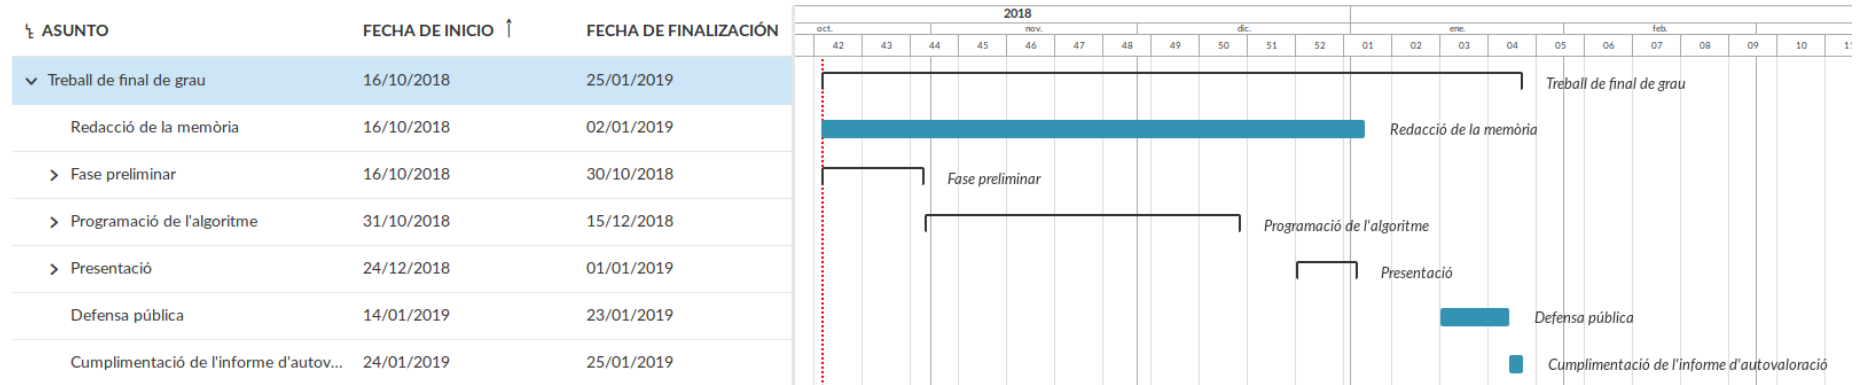 ASUNTO FECHA DE INICIO FECHA DE FINALIZACIÓN
2018
oct. nov. dic. ene. feb.
42 43 44 45 46 47 48 49 50 51 52 01 02 03 04 05 06 07 08 09 10
Treball de final de grau 16/10/2018 25/01/2019 Treball de final de grau
Redacció de la memòria 16/10/2018 02/01/2019 Redacció de la memòria
Fase preliminar 16/10/2018 30/10/2018 Fase preliminar
Programació de l'algoritme 31/10/2018 15/12/2018 Programació de l'algoritme
Presentació 24/12/2018 01/01/2019 Presentació
Defensa pública 14/01/2019 23/01/2019 Defensa pública
Cumplimentació de l'informe d'autov... 24/01/2019 25/01/2019 Cumplimentació de l'informe d'autovaloració